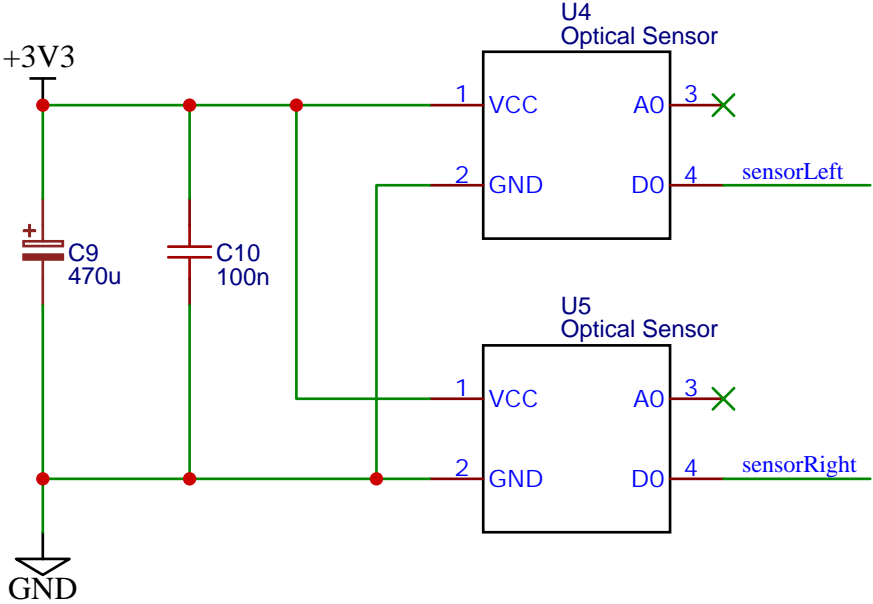 +3V3
C9
470u
C10
100n
GND
U4
Optical Sensor
1 VCC
A0 3
2 GND
D0 4
sensorLeft
U5
Optical Sensor
1 VCC
A0 3
2 GND
D0 4
sensorRight